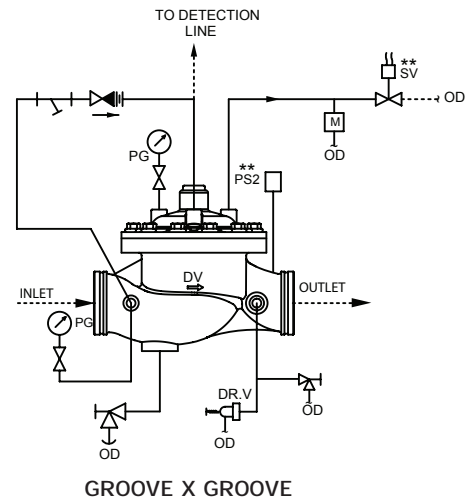 TO DETECTION
LINE
**
SV
OD
PG
M
OD
**
PS2
DV
INLET
OUTLET
PG
DR.V
OD
OD
OD
GROOVE X GROOVE